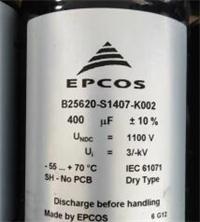 EPCOS
B25620-S1407-K002
400 µF ± 10 %
UNDC = 1100 V
Ui = 3/-kV
- 55 ... + 70 °C IEC 61071
SH - No PCB Dry Type
Discharge before handling
Made by EPCOS 6 G12